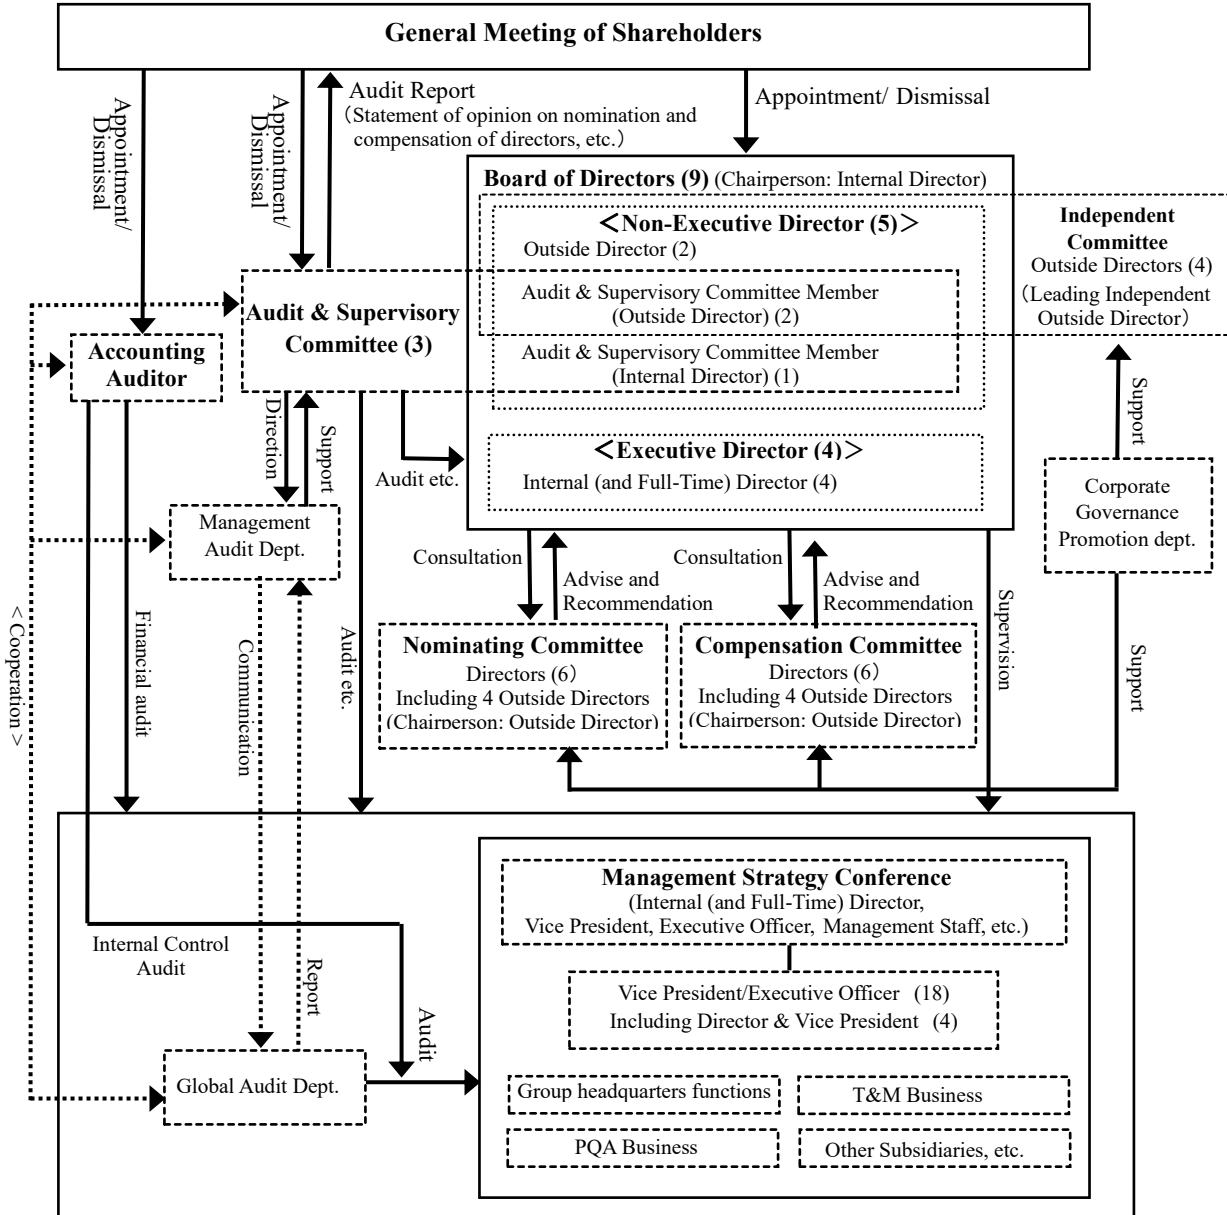 General Meeting of Shareholders
Appointment/
Dismissal
Appointment/
Dismissal
Audit Report
（Statement of opinion on nomination and
compensation of directors, etc.）
Appointment/ Dismissal
Board of Directors (9) (Chairperson: Internal Director)
＜Non-Executive Director (5)＞
Outside Director (2)
Audit & Supervisory Committee Member
(Outside Director) (2)
Audit & Supervisory Committee Member
(Internal Director) (1)
Independent
Committee
Outside Directors (4)
（Leading Independent
Outside Director）
Audit & Supervisory
Committee (3)
Accounting
Auditor
Direction
Support
Audit etc.
＜Executive Director (4)＞
Internal (and Full-Time) Director (4)
Support
Corporate
Governance
Promotion dept.
Management
Audit Dept.
Consultation
Advise and
Recommendation
Consultation
Advise and
Recommendation
< Cooperation >
Financial audit
Communication
Audit etc.
Nominating Committee
Directors (6）
Including 4 Outside Directors
(Chairperson: Outside Director)
Compensation Committee
Directors (6）
Including 4 Outside Directors
(Chairperson: Outside Director)
Supervision
Support
Management Strategy Conference
(Internal (and Full-Time) Director,
Vice President, Executive Officer, Management Staff, etc.)
Internal Control
Audit
Report
Audit
Vice President/Executive Officer (18)
Including Director & Vice President (4)
Global Audit Dept.
Group headquarters functions
T&M Business
PQA Business
Other Subsidiaries, etc.